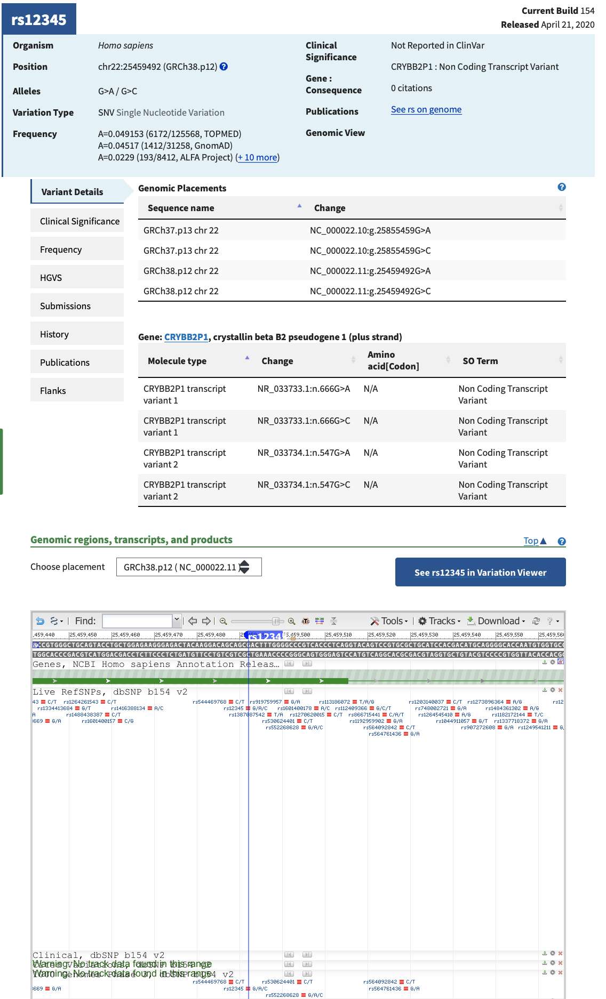 rs12345
Current Build 154
Released April 21, 2020
Organism
Homo sapiens
Position
chr22:25459492 (GRCh38.p12)
Alleles
G>A / G>C
Variation Type
SNV Single Nucleotide Variation
Frequency
A=0.049153 (6172/125568, TOPMED)
A=0.04517 (1412/31258, GnomAD)
A=0.0229 (193/8412, ALFA Project) (+ 10 more)
Clinical
Significance
Not Reported in ClinVar
Gene :
Consequence
CRYBB2P1 : Non Coding Transcript Variant
Publications
0 citations
Genomic View
See rs on genome
Variant Details
Clinical Significance
Frequency
HGVS
Submissions
History
Publications
Flanks
Genomic Placements
Sequence name Change
GRCh37.p13 chr 22 NC_000022.10:g.25855459G>A
GRCh37.p13 chr 22 NC_000022.10:g.25855459G>C
GRCh38.p12 chr 22 NC_000022.11:g.25459492G>A
GRCh38.p12 chr 22 NC_000022.11:g.25459492G>C
Gene: CRYBB2P1, crystallin beta B2 pseudogene 1 (plus strand)
Molecule type Change Amino acid[Codon] SO Term
CRYBB2P1 transcript variant 1 NR_033733.1:n.666G>A N/A Non Coding Transcript Variant
CRYBB2P1 transcript variant 1 NR_033733.1:n.666G>C N/A Non Coding Transcript Variant
CRYBB2P1 transcript variant 2 NR_033734.1:n.547G>A N/A Non Coding Transcript Variant
CRYBB2P1 transcript variant 2 NR_033734.1:n.547G>C N/A Non Coding Transcript Variant
Genomic regions, transcripts, and products
Top
Choose placement
GRCh38.p12 ( NC_000022.11 )
See rs12345 in Variation Viewer
Find: Tools Tracks Download ?
,459,440 25,459,450 25,459,460 25,459,470 25,459,480 rs1234 5,459,500 25,459,510 25,459,520 25,459,530 25,459,540 25,459,550 25,459,56
Genes, NCBI Homo sapiens Annotation Releas…
Live RefSNPs, dbSNP b154 v2
43 C/T rs1264261543 C/T rs544469768 C/T rs919759957 G/A rs113186072 T/A/G rs1203140037 C/T rs1273896364 A/G rs12
rs1334413684 G/T rs1416388134 A/C rs12345 G/A/C rs1601400178 A/C rs112409366 G/C/T rs748002721 G/A rs1484361302 A/G
A rs1488438387 C/T rs1387087542 T/A rs1270620015 C/T rs866715441 C/A/T rs1264545410 A/G rs1182172144 T/C
669 G/A rs1601400157 C/G rs530624401 C/T rs1192959902 G/A rs1044911057 G/T rs1337718372 G/A
rs552268628 G/A/C rs564092842 C/T rs907272608 G/A rs1249541211 G
rs564761436 G/A
Clinical, dbSNP b154 v2
Warning: No track data found in this range
Cited Variations, dbSNP b154 v2
Warning: No track data found in this range
1000 Genomes Phase 3, dbSNP b154 v2
rs544469768 C/T rs530624401 C/T rs564092842 C/T
669 G/A rs12345 G/A/C rs564761436 G/A
rs552268628 G/A/C